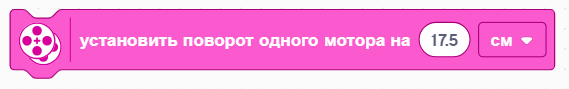 установить поворот одного мотора на 17.5 см